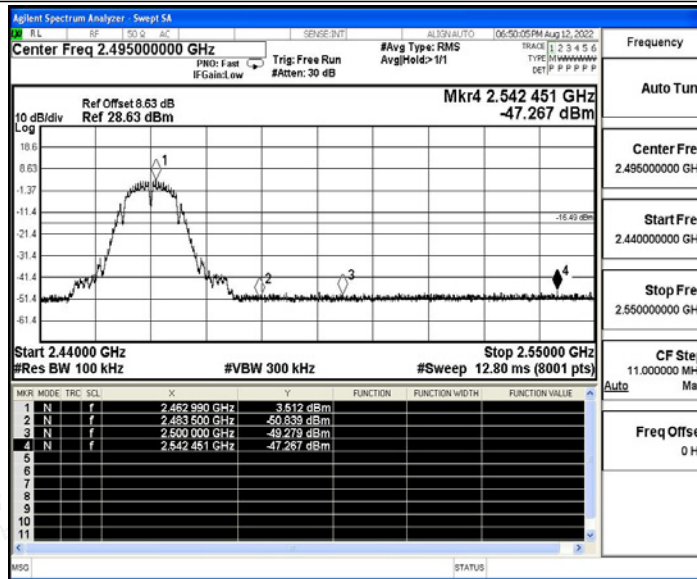 Agilent Spectrum Analyzer - Swept SA
RL RF 50 Ω AC SENSE:INT ALIGN AUTO 06:50:05 PM Aug 12, 2022
Center Freq 2.495000000 GHz
PNO: Fast
IFGain:Low
Trig: Free Run
#Atten: 30 dB
#Avg Type: RMS
Avg|Hold:> 1/1
TRACE 1 2 3 4 5 6
TYPE M W W W W W
DET P P P P P P
Ref Offset 8.63 dB
Ref 28.63 dBm
Mkr4 2.542 451 GHz
-47.267 dBm
10 dB/div
Log
18.6
8.63
-1.37
-11.4
-21.4
-31.4
-41.4
-51.4
-61.4
1
2
3
4
-16.49 dBm
Start 2.44000 GHz Stop 2.55000 GHz
#Res BW 100 kHz #VBW 300 kHz #Sweep 12.80 ms (8001 pts)
MKR MODE TRC SCL X Y FUNCTION FUNCTION WIDTH FUNCTION VALUE
1 N f 2.462 990 GHz 3.512 dBm
2 N f 2.483 500 GHz -50.839 dBm
3 N f 2.500 000 GHz -49.279 dBm
4 N f 2.542 451 GHz -47.267 dBm
5
6
7
8
9
10
11
MSG STATUS
Frequency
Auto Tun
Center Fre
2.495000000 GH
Start Fre
2.440000000 GH
Stop Fre
2.550000000 GH
CF Ste
11.000000 MH
Auto Ma
Freq Offse
0 H